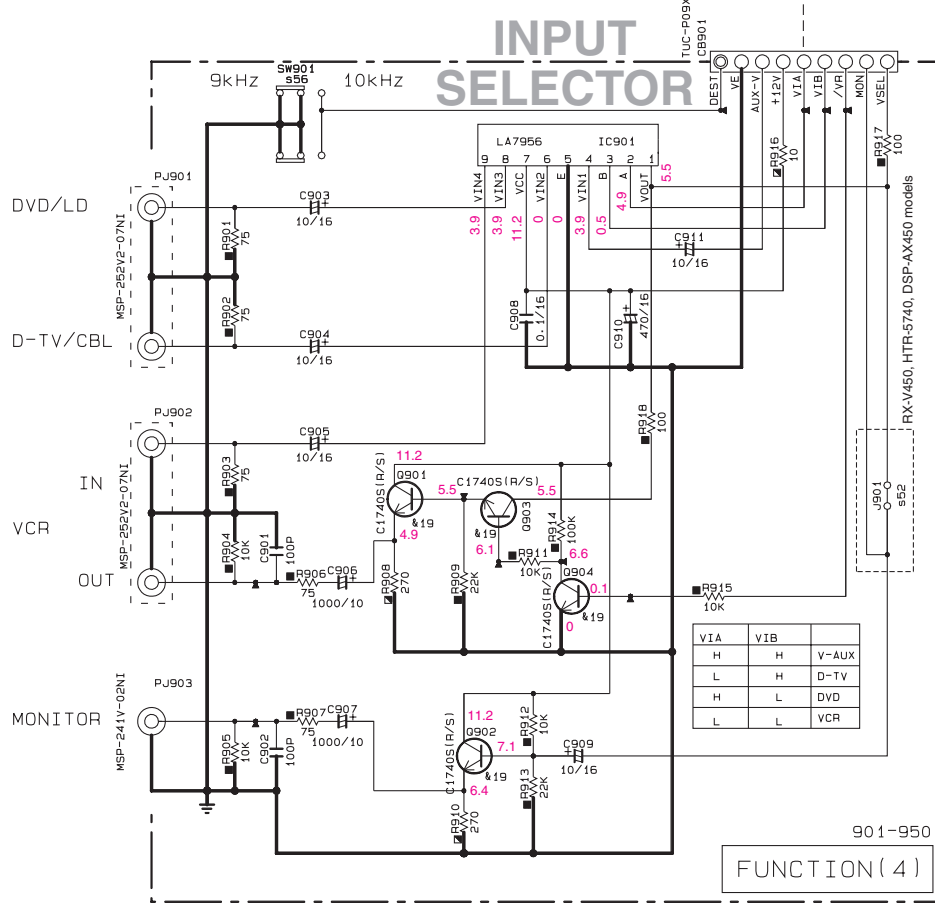 INPUT
SELECTOR
TUC-P09X
CB901
DEST
VE
AUX-V
+12V
VIA
VIB
/VR
MON
VSEL
9kHz
SW901
s56
10kHz
LA7956
IC901
9
8
7
6
5
4
3
2
1
VIN4
VIN3
VCC
VIN2
E
VIN1
B
A
VOUT
3.9
3.9
11.2
0
0
3.9
0.5
4.9
5.5
R916
10
R917
100
PJ901
DVD/LD
MSP-252V2-07NI
C903
10/16
R901
75
R902
75
C911
10/16
C908
0.1/16
C910
470/16
D-TV/CBL
C904
10/16
RX-V450, HTR-5740, DSP-AX450 models
PJ902
MSP-252V2-07NI
C905
10/16
R918
100
IN
VCR
OUT
R903
75
R904
10K
C901
100P
R906
75
C906
1000/10
11.2
Q901
C1740S(R/S)
&19
5.5
4.9
C1740S(R/S)
5.5
Q903
&19
6.1
R914
100K
R911
10K
6.6
Q904
C1740S(R/S)
0.1
&19
0
R908
270
R909
22K
R915
10K
J901
s52
VIA VIB
H H V-AUX
L H D-TV
H L DVD
L L VCR
PJ903
MONITOR
MSP-241V-02NI
R905
10K
C902
100P
R907
75
C907
1000/10
11.2
Q902
C1740S(R/S)
7.1
&19
6.4
R912
10K
C909
10/16
R913
22K
R910
270
901-950
FUNCTION(4)